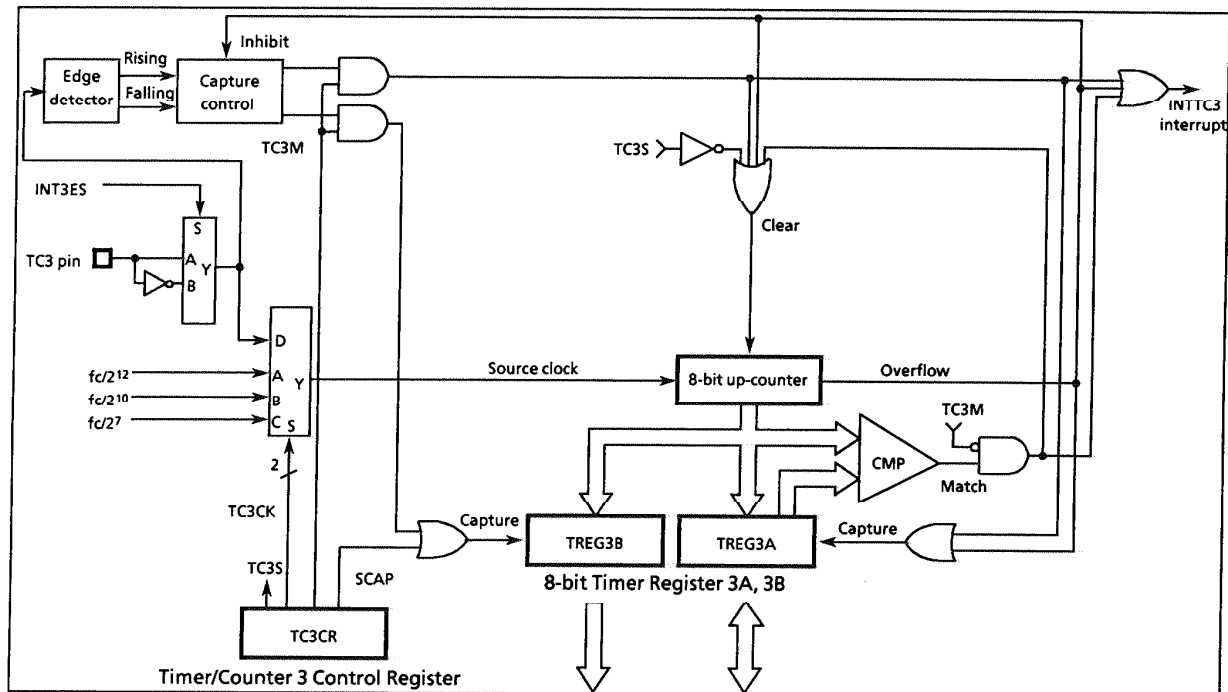 Inhibit
Rising
Edge detector
Falling
Capture control
INTTC3 interrupt
TC3M
TC3S
INT3ES
S
Clear
TC3 pin
A
Y
B
D
Source clock
8-bit up-counter
Overflow
fc/2¹²
A
Y
fc/2¹⁰
B
TC3M
fc/2⁷
C
S
CMP
2
Match
TC3CK
Capture
TREG3B
TREG3A
Capture
TC3S
SCAP
8-bit Timer Register 3A, 3B
TC3CR
Timer/Counter 3 Control Register